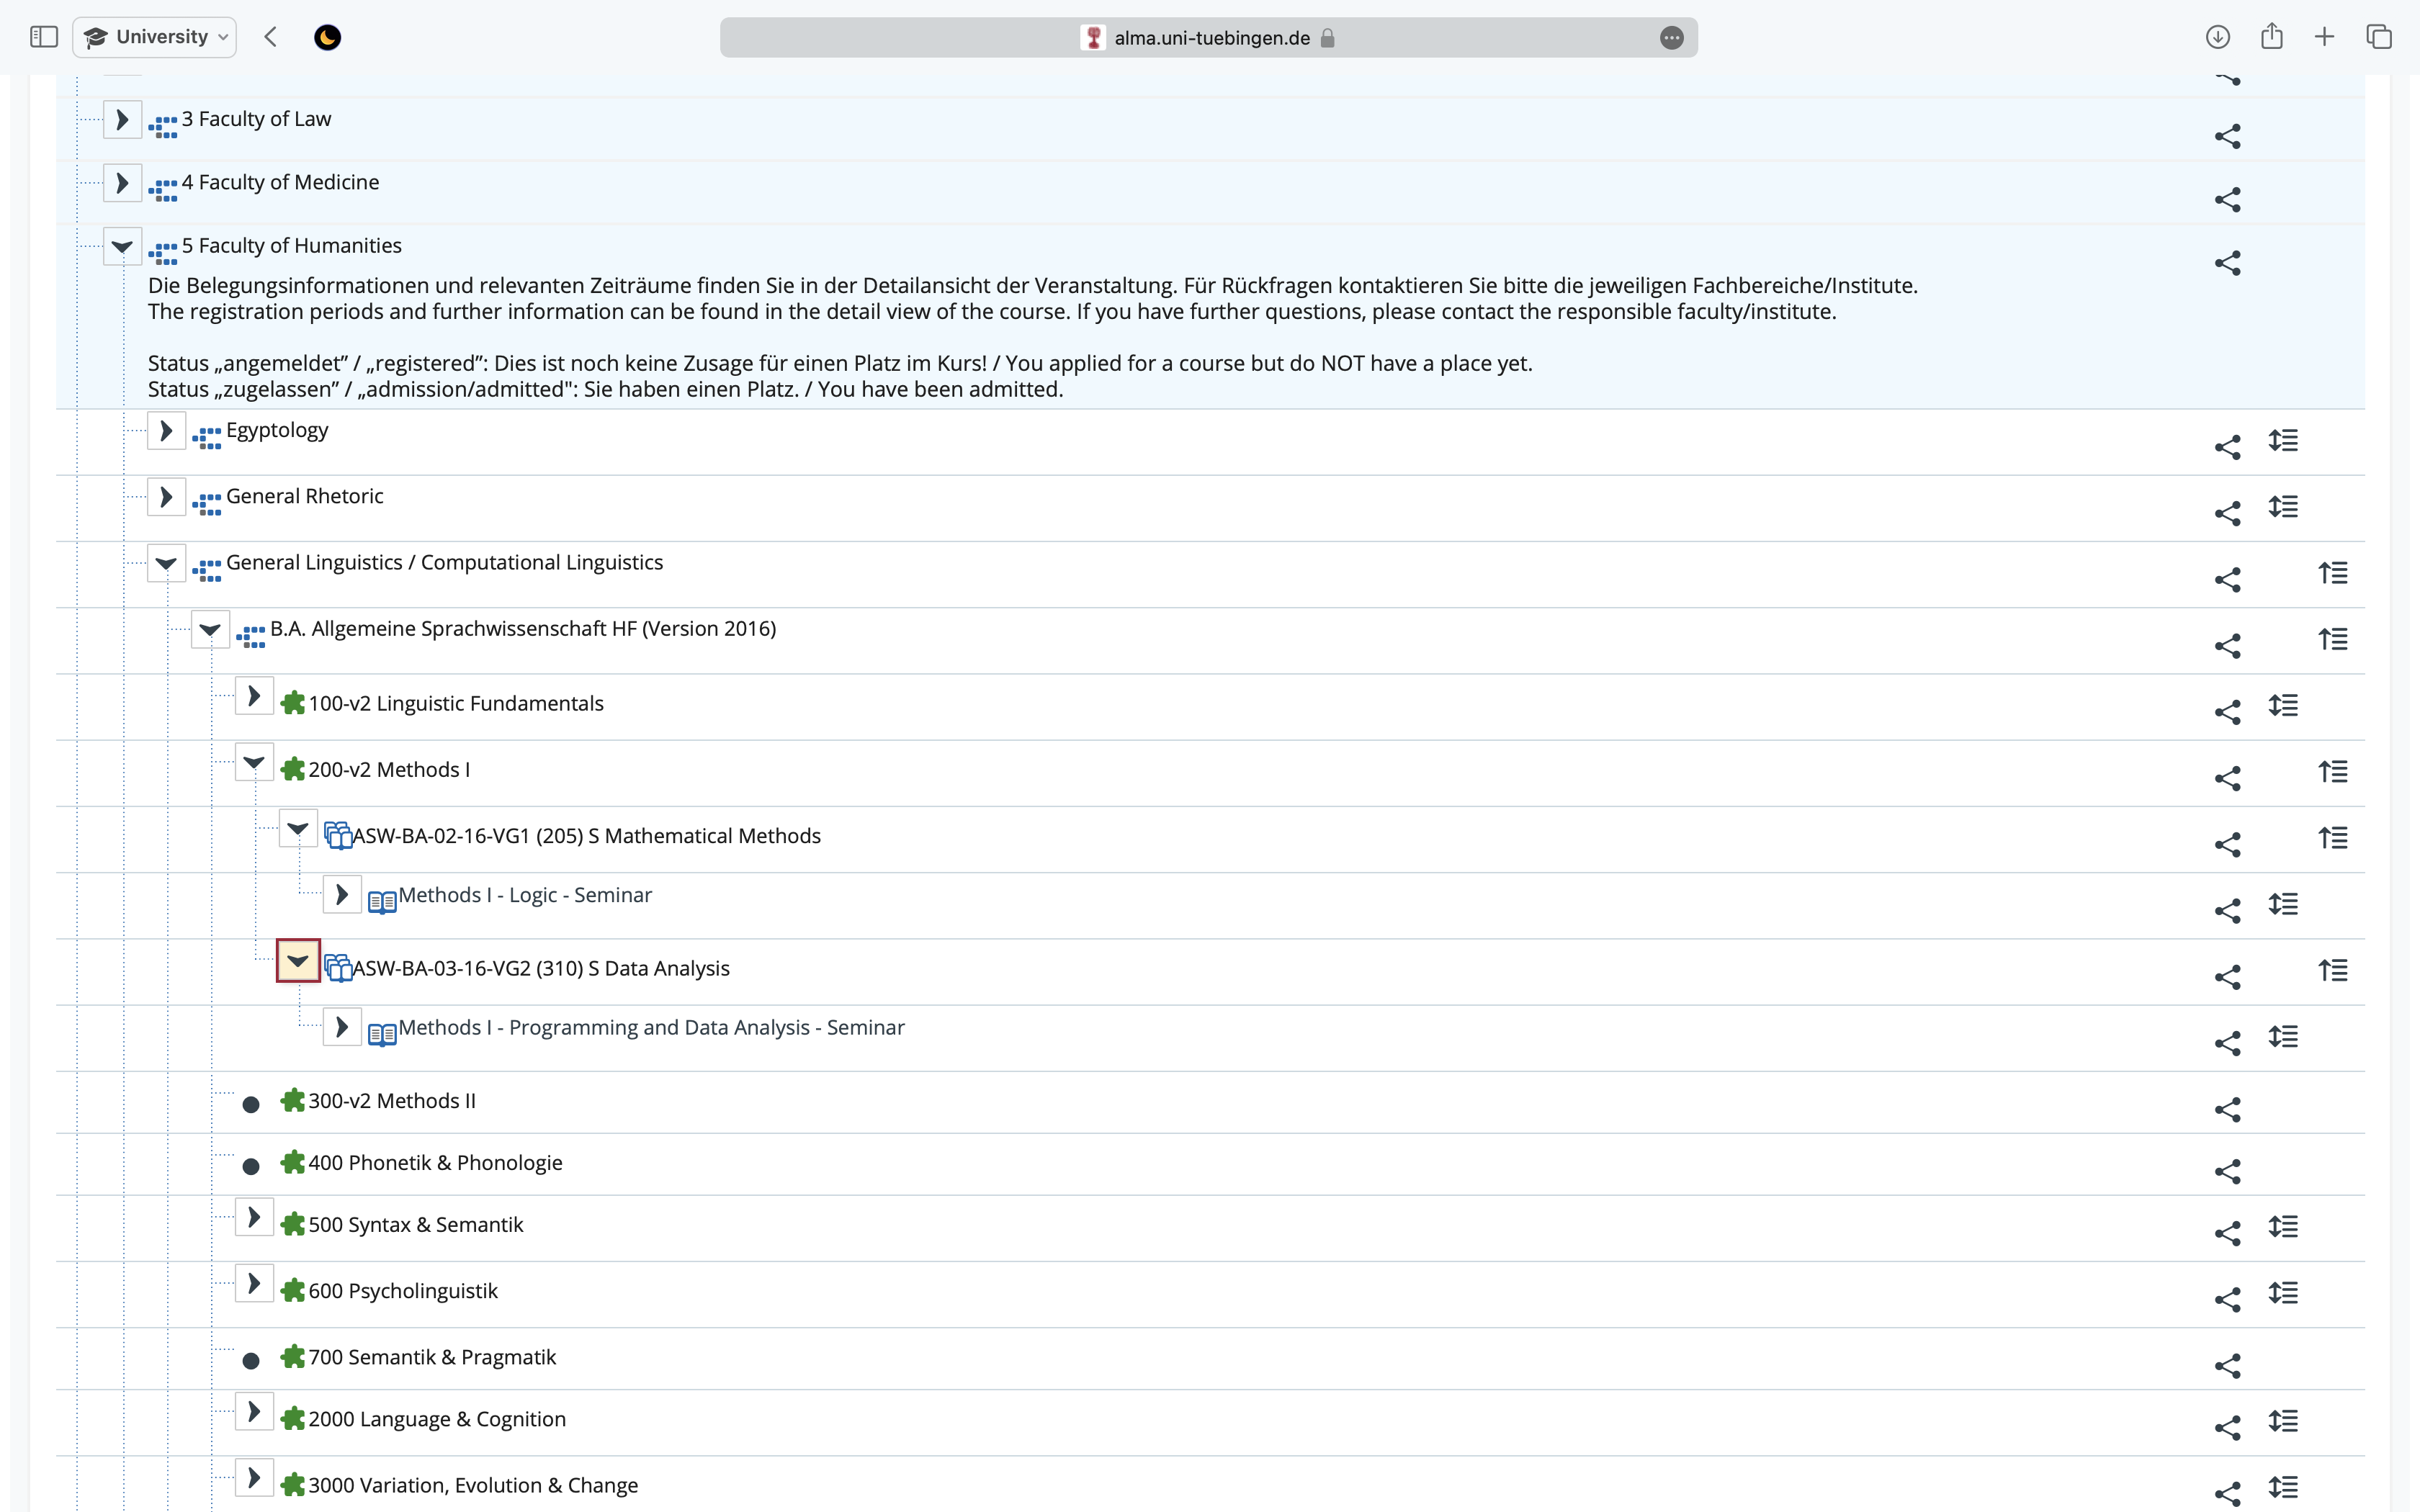 University
alma.uni-tuebingen.de
3 Faculty of Law
4 Faculty of Medicine
5 Faculty of Humanities
Die Belegungsinformationen und relevanten Zeiträume finden Sie in der Detailansicht der Veranstaltung. Für Rückfragen kontaktieren Sie bitte die jeweiligen Fachbereiche/Institute.
The registration periods and further information can be found in the detail view of the course. If you have further questions, please contact the responsible faculty/institute.
Status „angemeldet” / „registered”: Dies ist noch keine Zusage für einen Platz im Kurs! / You applied for a course but do NOT have a place yet.
Status „zugelassen” / „admission/admitted": Sie haben einen Platz. / You have been admitted.
Egyptology
General Rhetoric
General Linguistics / Computational Linguistics
B.A. Allgemeine Sprachwissenschaft HF (Version 2016)
100-v2 Linguistic Fundamentals
200-v2 Methods I
ASW-BA-02-16-VG1 (205) S Mathematical Methods
Methods I - Logic - Seminar
ASW-BA-03-16-VG2 (310) S Data Analysis
Methods I - Programming and Data Analysis - Seminar
300-v2 Methods II
400 Phonetik & Phonologie
500 Syntax & Semantik
600 Psycholinguistik
700 Semantik & Pragmatik
2000 Language & Cognition
3000 Variation, Evolution & Change